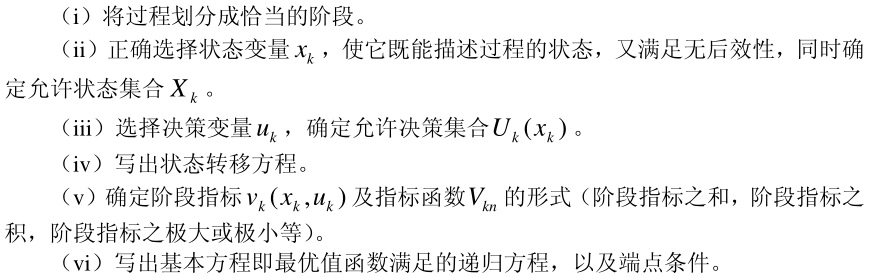 （i）将过程划分成恰当的阶段。
（ii）正确选择状态变量 x_k ，使它既能描述过程的状态，又满足无后效性，同时确
定允许状态集合 X_k 。
（iii）选择决策变量 u_k ，确定允许决策集合 U_k(x_k) 。
（iv）写出状态转移方程。
（v）确定阶段指标 v_k(x_k,u_k) 及指标函数 V_kn 的形式（阶段指标之和，阶段指标之
积，阶段指标之极大或极小等）。
（vi）写出基本方程即最优值函数满足的递归方程，以及端点条件。